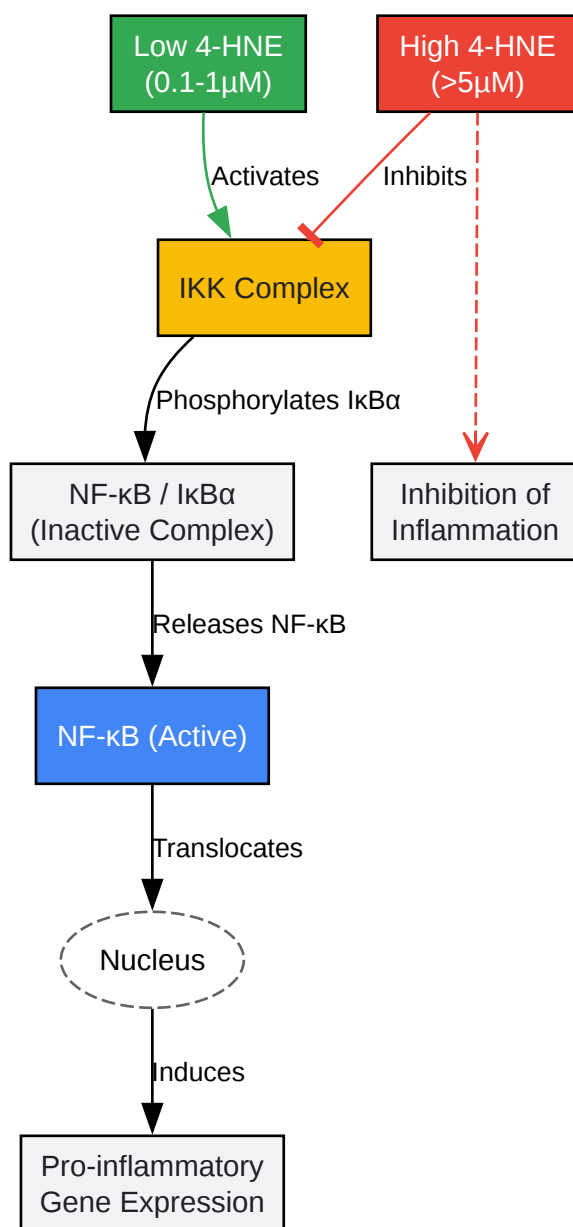 Low 4-HNE
(0.1-1µM)
High 4-HNE
(>5µM)
Activates
Inhibits
IKK Complex
Phosphorylates IκBα
NF-κB / IκBα
(Inactive Complex)
Inhibition of
Inflammation
Releases NF-κB
NF-κB (Active)
Translocates
Nucleus
Induces
Pro-inflammatory
Gene Expression